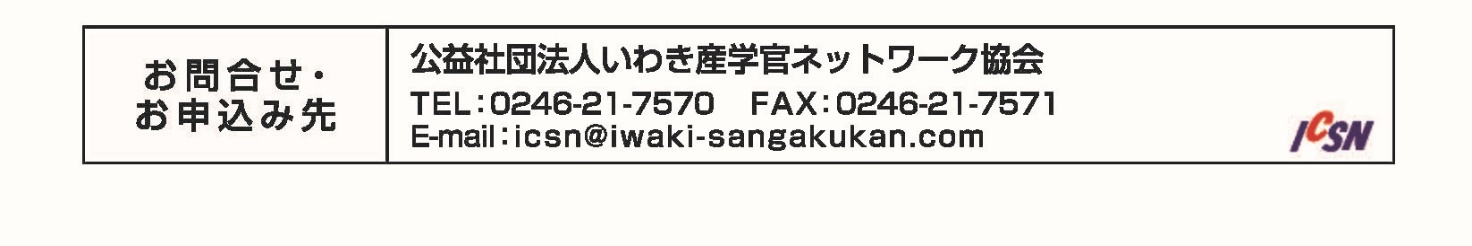 お問合せ・
お申込み先
公益社団法人いわき産学官ネットワーク協会
TEL:0246-21-7570　FAX:0246-21-7571
E-mail:icsn@iwaki-sangakukan.com
ICSN